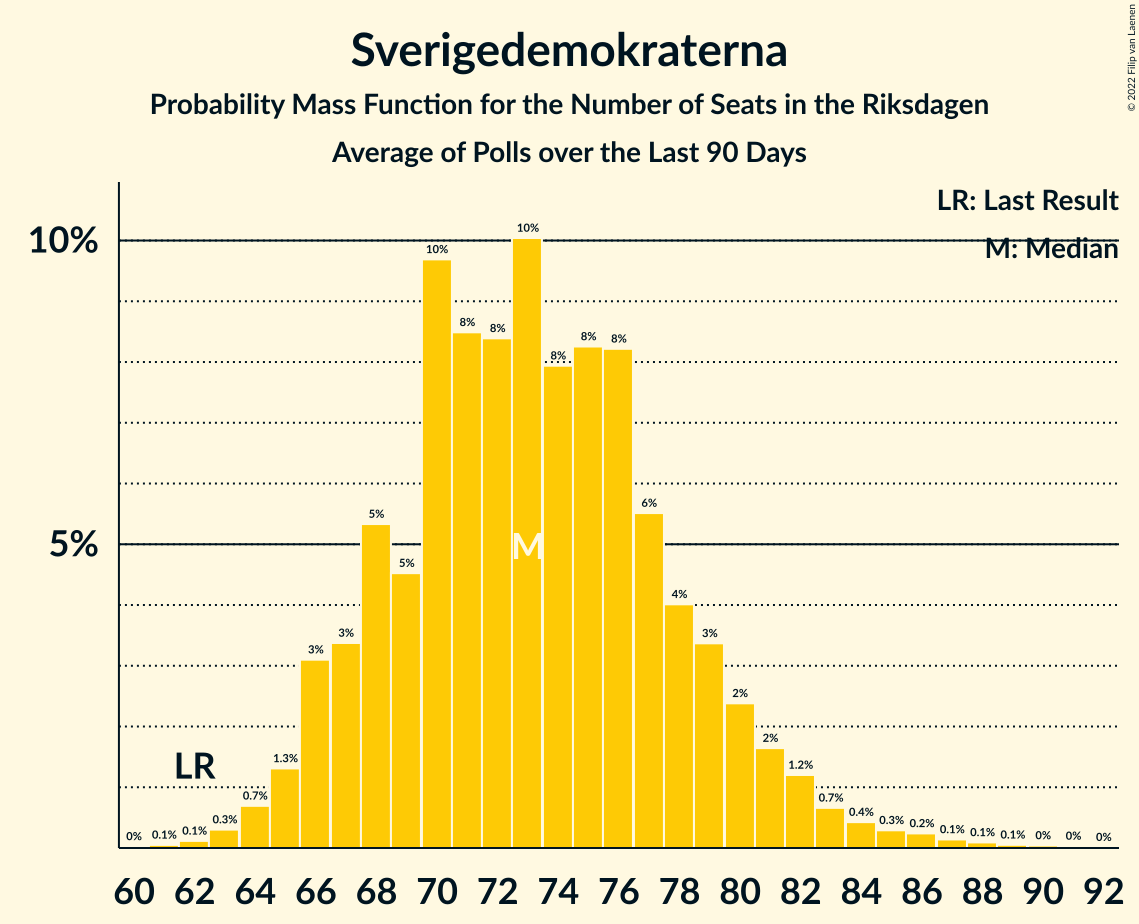 Sverigedemokraterna
Probability Mass Function for the Number of Seats in the Riksdagen
Average of Polls over the Last 90 Days
© 2022 Filip van Laenen
LR: Last Result
M: Median
10%
5%
0% 0.1% 0.1% 0.3% 0.7% 1.3% 3% 3% 5% 5% 10% 8% 8% 10% 8% 8% 8% 6% 4% 3% 2% 2% 1.2% 0.7% 0.4% 0.3% 0.2% 0.1% 0.1% 0.1% 0% 0% 0%
M
LR
60 62 64 66 68 70 72 74 76 78 80 82 84 86 88 90 92